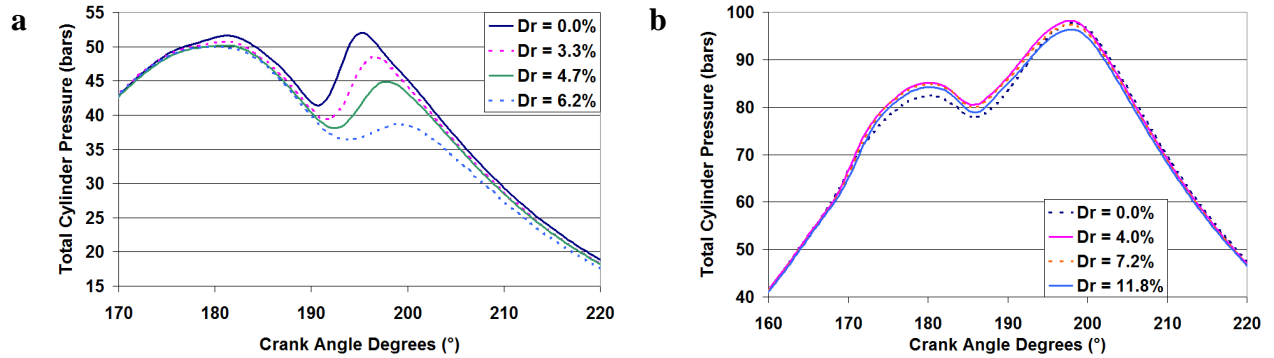 a
Total Cylinder Pressure (bars)
55
50
45
40
35
30
25
20
15
170 180 190 200 210 220
Crank Angle Degrees (°)
Dr = 0.0%
Dr = 3.3%
Dr = 4.7%
Dr = 6.2%
b
Total Cylinder Pressure (bars)
100
90
80
70
60
50
40
160 170 180 190 200 210 220
Crank Angle Degrees (°)
Dr = 0.0%
Dr = 4.0%
Dr = 7.2%
Dr = 11.8%